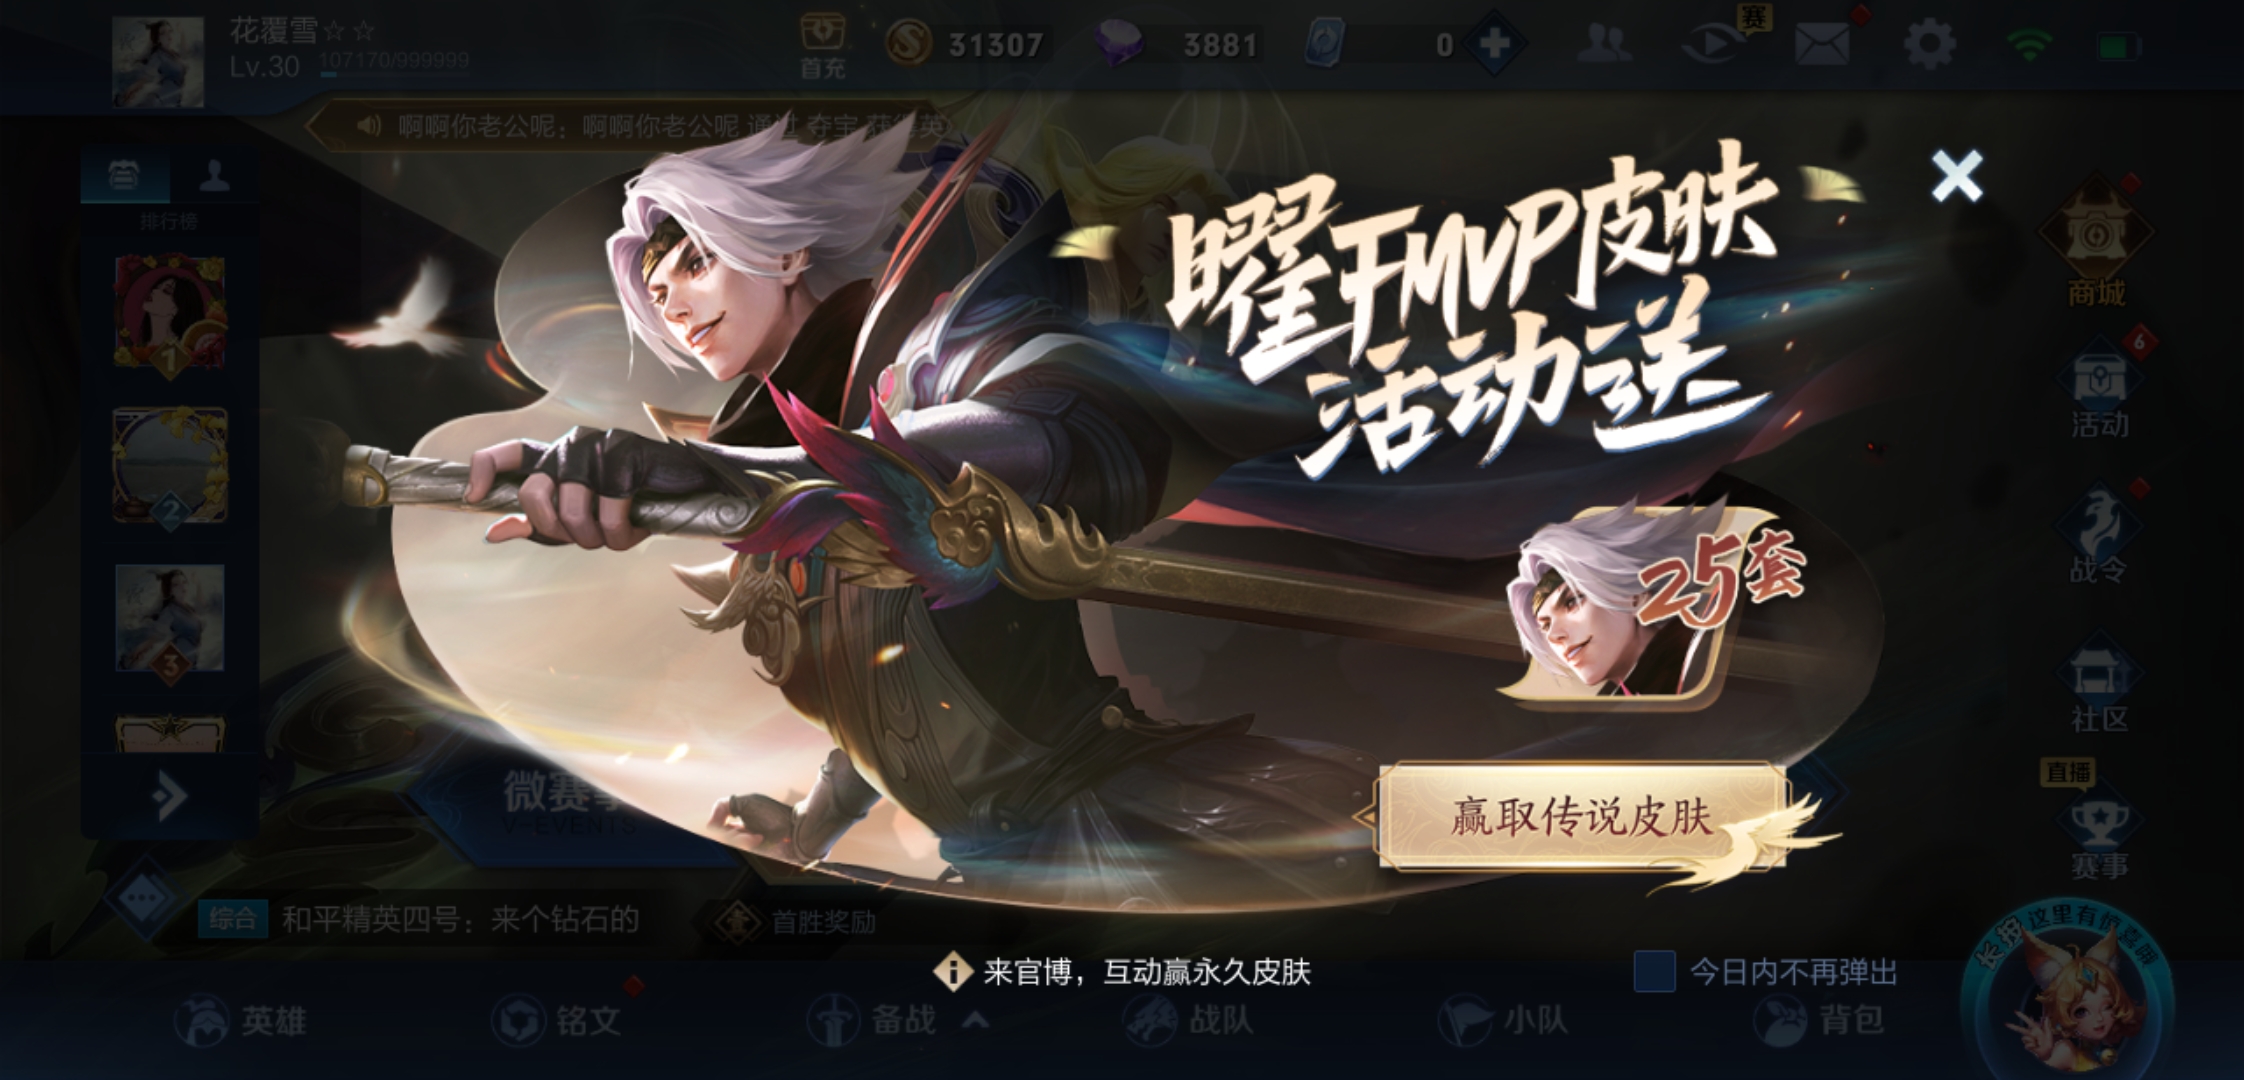 花覆雪☆☆
Lv.30 107170/999999
首充
31307
3881
0
赛
啊啊你老公呢：啊啊你老公呢 通过 夺宝 获得英
排行榜
1
2
3
曜FMVP皮肤
活动送
25套
赢取传说皮肤
商城
6
活动
战令
社区
直播
赛事
微赛事
V-EVENTS
综合 和平精英四号：来个钻石的
首胜奖励
来官博，互动赢永久皮肤
今日内不再弹出
长按这里有惊喜哦
英雄
铭文
备战
战队
小队
背包